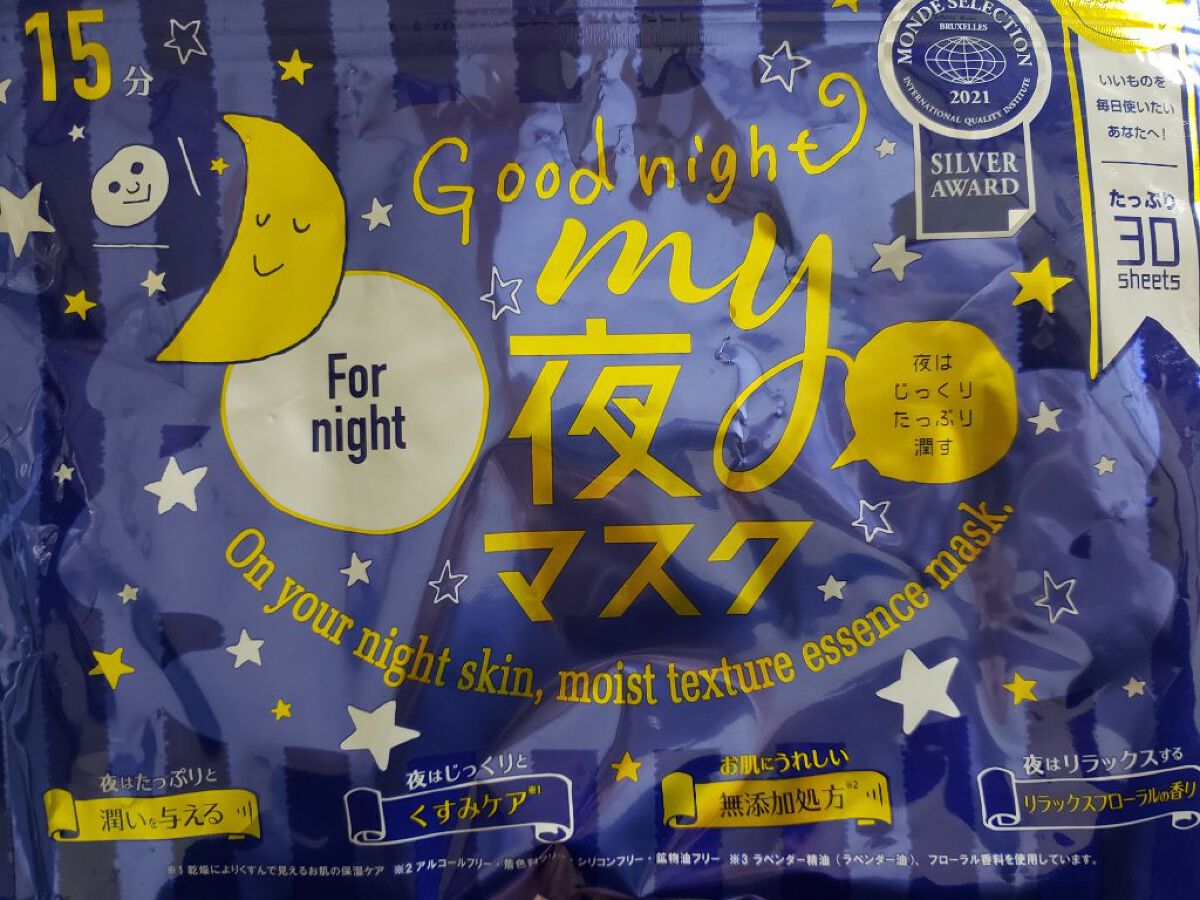 15分
MONDE SELECTION
BRUXELLES
2021
INTERNATIONAL QUALITY INSTITUTE
SILVER
AWARD
いいものを
毎日使いたい
あなたへ!
たっぷり
30
sheets
Good night
my
夜
マスク
For
night
夜は
じっくり
たっぷり
潤す
On your night skin, moist texture essence mask.
夜はたっぷりと
潤いを与える
夜はじっくりと
くすみケア※1
お肌にうれしい
無添加処方※2
夜はリラックスする
リラックスフローラルの香り
※1 乾燥によりくすんで見えるお肌の保湿ケア ※2 アルコールフリー・着色料フリー・シリコンフリー・鉱物油フリー ※3 ラベンダー精油(ラベンダー油)、フローラル香料を使用しています。